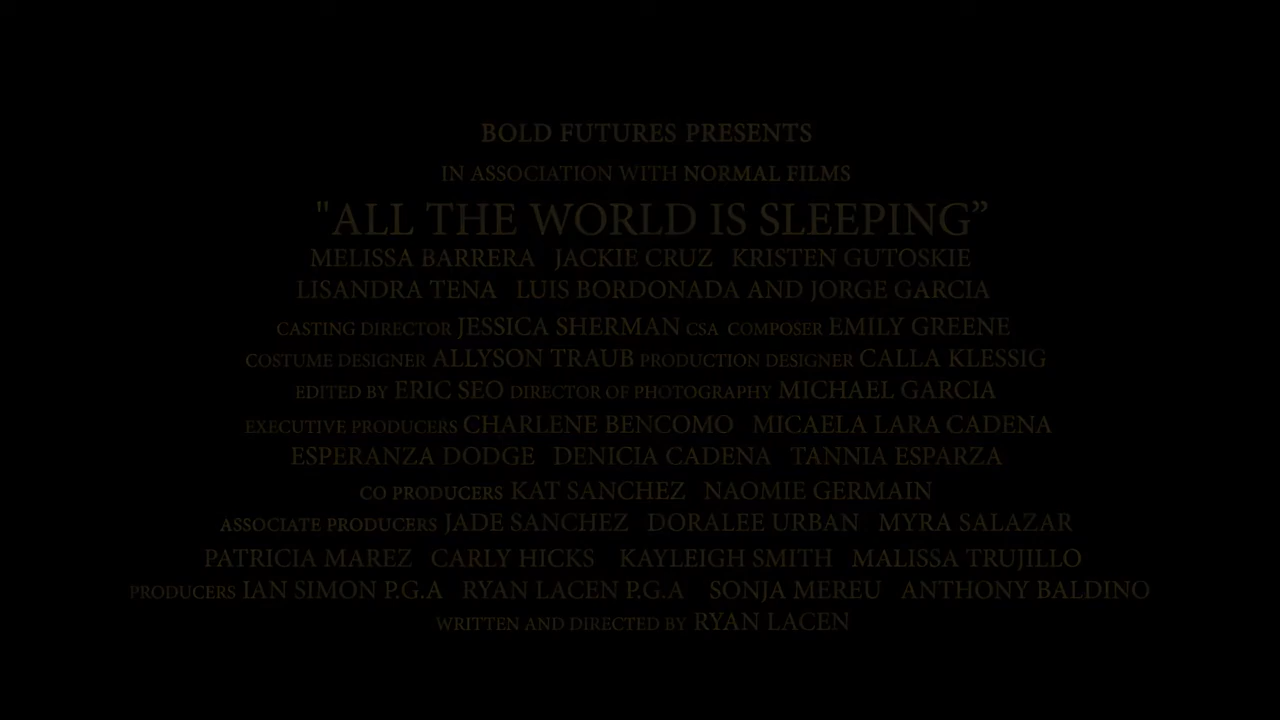 BOLD FUTURES PRESENTS
IN ASSOCIATION WITH NORMAL FILMS
"ALL THE WORLD IS SLEEPING”
MELISSA BARRERA JACKIE CRUZ KRISTEN GUTOSKIE
LISANDRA TENA LUIS BORDONADA AND JORGE GARCIA
CASTING DIRECTOR JESSICA SHERMAN CSA COMPOSER EMILY GREENE
COSTUME DESIGNER ALLYSON TRAUB PRODUCTION DESIGNER CALLA KLESSIG
EDITED BY ERIC SEO DIRECTOR OF PHOTOGRAPHY MICHAEL GARCIA
EXECUTIVE PRODUCERS CHARLENE BENCOMO MICAELA LARA CADENA
ESPERANZA DODGE DENICIA CADENA TANNIA ESPARZA
CO PRODUCERS KAT SANCHEZ NAOMIE GERMAIN
ASSOCIATE PRODUCERS JADE SANCHEZ DORALEE URBAN MYRA SALAZAR
PATRICIA MAREZ CARLY HICKS KAYLEIGH SMITH MALISSA TRUJILLO
PRODUCERS IAN SIMON P.G.A RYAN LACEN P.G.A SONJA MEREU ANTHONY BALDINO
WRITTEN AND DIRECTED BY RYAN LACEN